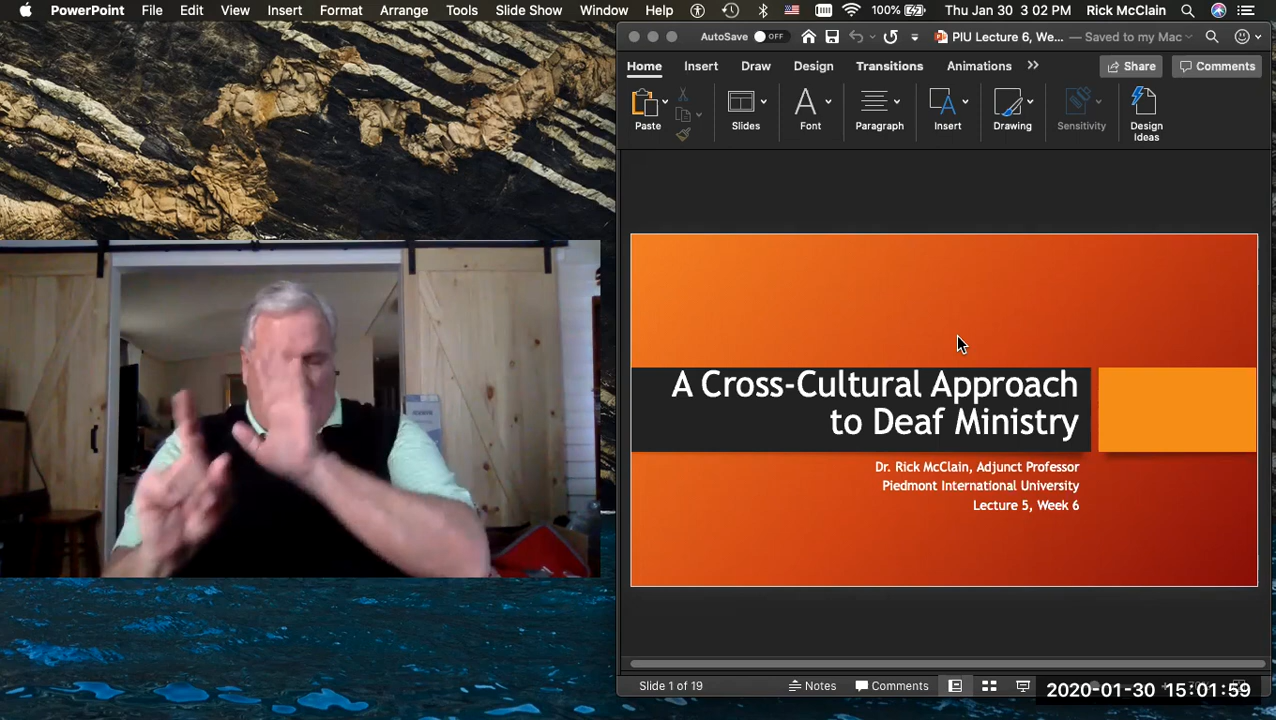 PowerPoint File Edit View Insert Format Arrange Tools Slide Show Window Help 100% Thu Jan 30 3:02 PM Rick McClain
AutoSave OFF PIU Lecture 6, We... — Saved to my Mac
Home Insert Draw Design Transitions Animations Share Comments
Paste Slides Font Paragraph Insert Drawing Sensitivity Design Ideas
A Cross-Cultural Approach
to Deaf Ministry
Dr. Rick McClain, Adjunct Professor
Piedmont International University
Lecture 5, Week 6
Slide 1 of 19 Notes Comments
2020-01-30 15:01:59